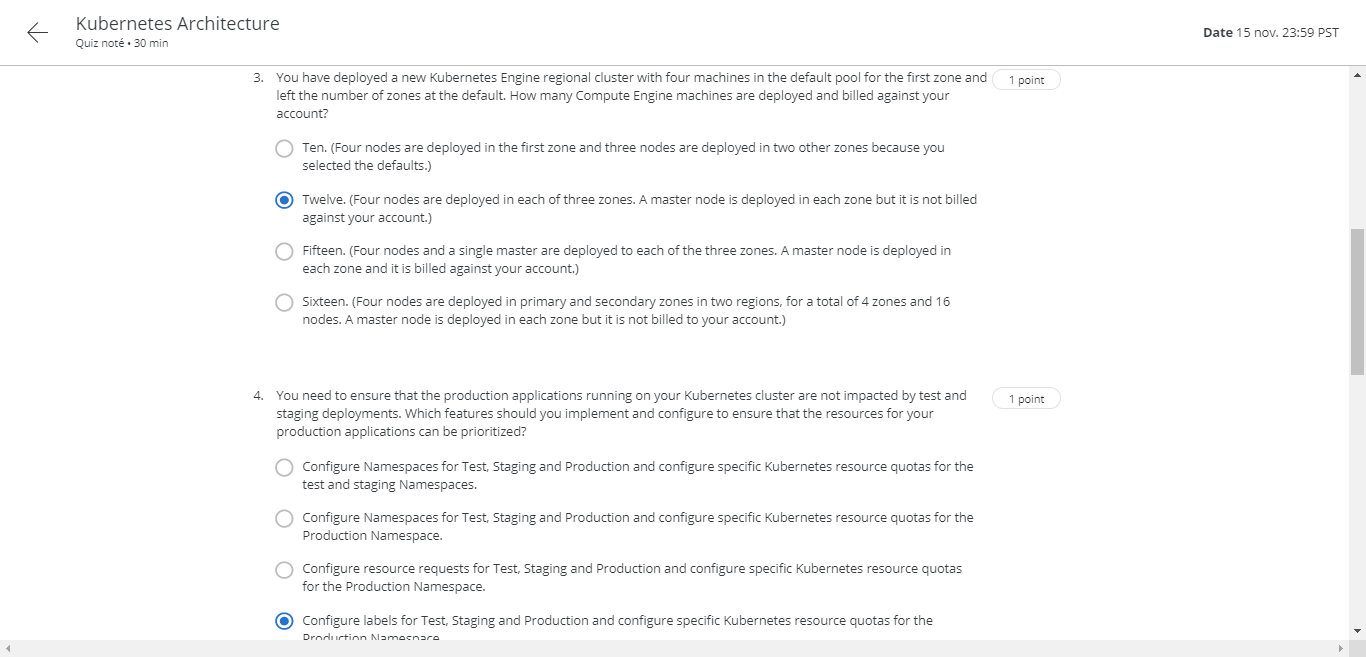 Kubernetes Architecture
Quiz noté • 30 min
Date 15 nov. 23:59 PST
3. You have deployed a new Kubernetes Engine regional cluster with four machines in the default pool for the first zone and
left the number of zones at the default. How many Compute Engine machines are deployed and billed against your
account?
1 point
Ten. (Four nodes are deployed in the first zone and three nodes are deployed in two other zones because you
selected the defaults.)
Twelve. (Four nodes are deployed in each of three zones. A master node is deployed in each zone but it is not billed
against your account.)
Fifteen. (Four nodes and a single master are deployed to each of the three zones. A master node is deployed in
each zone and it is billed against your account.)
Sixteen. (Four nodes are deployed in primary and secondary zones in two regions, for a total of 4 zones and 16
nodes. A master node is deployed in each zone but it is not billed to your account.)
4. You need to ensure that the production applications running on your Kubernetes cluster are not impacted by test and
staging deployments. Which features should you implement and configure to ensure that the resources for your
production applications can be prioritized?
1 point
Configure Namespaces for Test, Staging and Production and configure specific Kubernetes resource quotas for the
test and staging Namespaces.
Configure Namespaces for Test, Staging and Production and configure specific Kubernetes resource quotas for the
Production Namespace.
Configure resource requests for Test, Staging and Production and configure specific Kubernetes resource quotas
for the Production Namespace.
Configure labels for Test, Staging and Production and configure specific Kubernetes resource quotas for the
Production Namespace